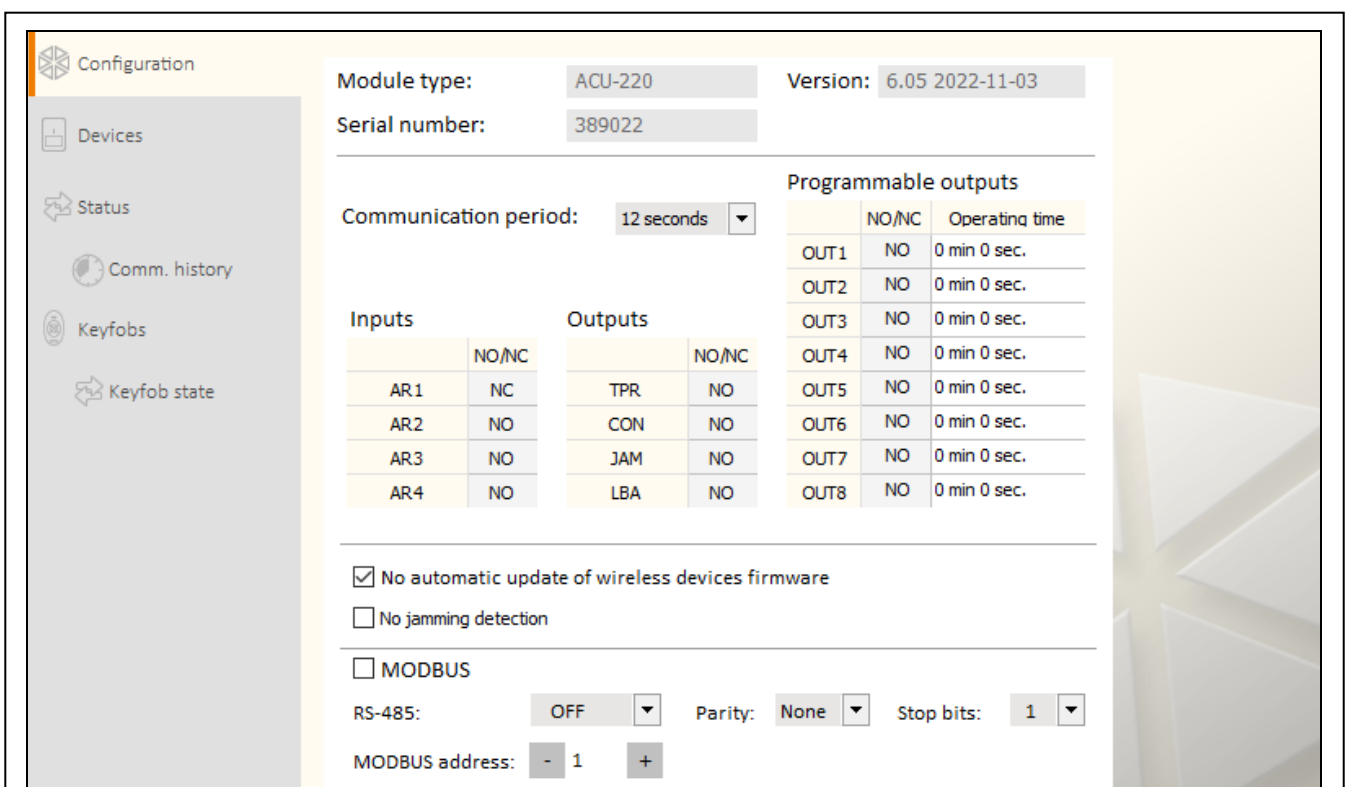 Configuration
Devices
Status
Comm. history
Keyfobs
Keyfob state
Module type: ACU-220 Version: 6.05 2022-11-03
Serial number: 389022
Communication period: 12 seconds
Programmable outputs
NO/NC Operating time
OUT1 NO 0 min 0 sec.
OUT2 NO 0 min 0 sec.
OUT3 NO 0 min 0 sec.
OUT4 NO 0 min 0 sec.
OUT5 NO 0 min 0 sec.
OUT6 NO 0 min 0 sec.
OUT7 NO 0 min 0 sec.
OUT8 NO 0 min 0 sec.
Inputs
NO/NC
AR1 NC
AR2 NO
AR3 NO
AR4 NO
Outputs
NO/NC
TPR NO
CON NO
JAM NO
LBA NO
No automatic update of wireless devices firmware
No jamming detection
MODBUS
RS-485: OFF Parity: None Stop bits: 1
MODBUS address: - 1 +